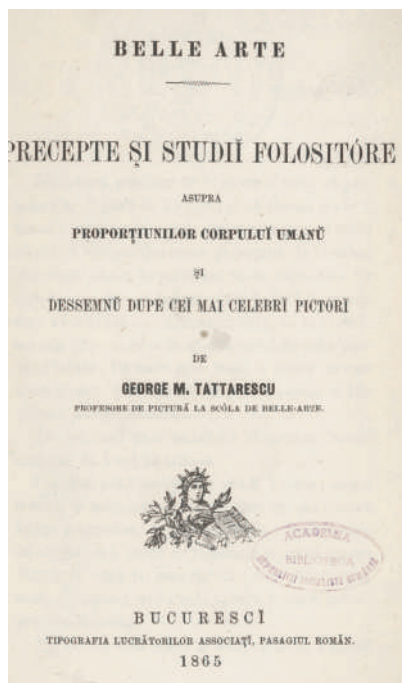 BELLE ARTE
PRECEPTE ȘI STUDIĬ FOLOSITÓRE
ASUPRA
PROPORȚIUNILOR CORPULUĬ UMANŬ
ȘI
DESSEMNŬ DUPE CEĬ MAI CELEBRĬ PICTORĬ
DE
GEORGE M. TATTARESCU
PROFESORE DE PICTURĂ LA SCÓLA DE BELLE-ARTE.
ACADEMIA
BIBLIOTECA
BUCURESCĬ
TIPOGRAFIA LUCRĂTORILOR ASSOCIAȚĬ, PASAGIUL ROMÂN.
1865